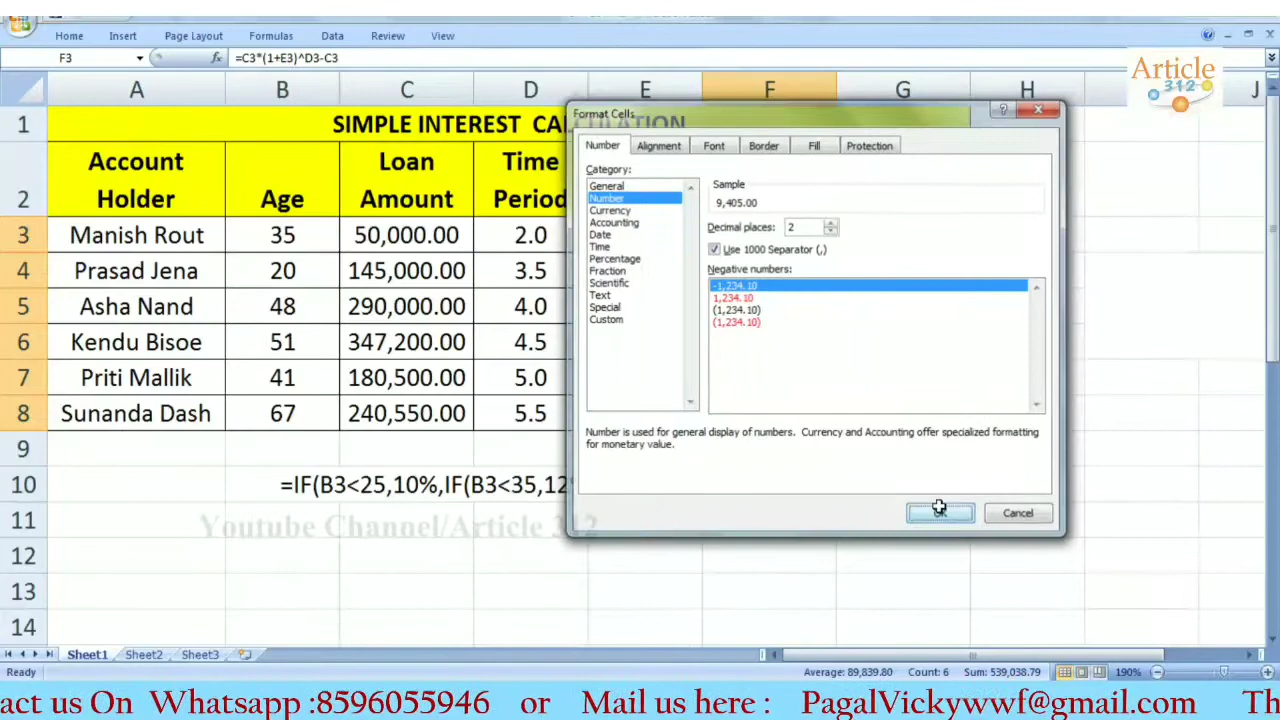 Home Insert Page Layout Formulas Data Review View
F3 fx =C3*(1+E3)^D3-C3
Article
312
A B C D E F G H J
1 SIMPLE INTEREST CALCULATION
2 Account Holder Age Loan Amount Time Period
3 Manish Rout 35 50,000.00 2.0
4 Prasad Jena 20 145,000.00 3.5
5 Asha Nand 48 290,000.00 4.0
6 Kendu Bisoe 51 347,200.00 4.5
7 Priti Mallik 41 180,500.00 5.0
8 Sunanda Dash 67 240,550.00 5.5
9
10 =IF(B3<25,10%,IF(B3<35,12
11
Youtube Channel/Article 312
12
13
14
Format Cells
Number Alignment Font Border Fill Protection
Category:
General
Number
Currency
Accounting
Date
Time
Percentage
Fraction
Scientific
Text
Special
Custom
Sample
9,405.00
Decimal places: 2
Use 1000 Separator (,)
Negative numbers:
-1,234.10
1,234.10
(1,234.10)
(1,234.10)
Number is used for general display of numbers. Currency and Accounting offer specialized formatting
for monetary value.
OK Cancel
Sheet1 Sheet2 Sheet3
Ready Average: 89,839.80 Count: 6 Sum: 539,038.79 190%
act us On Whatsapp :8596055946 or Mail us here : PagalVickywwf@gmail.com Th